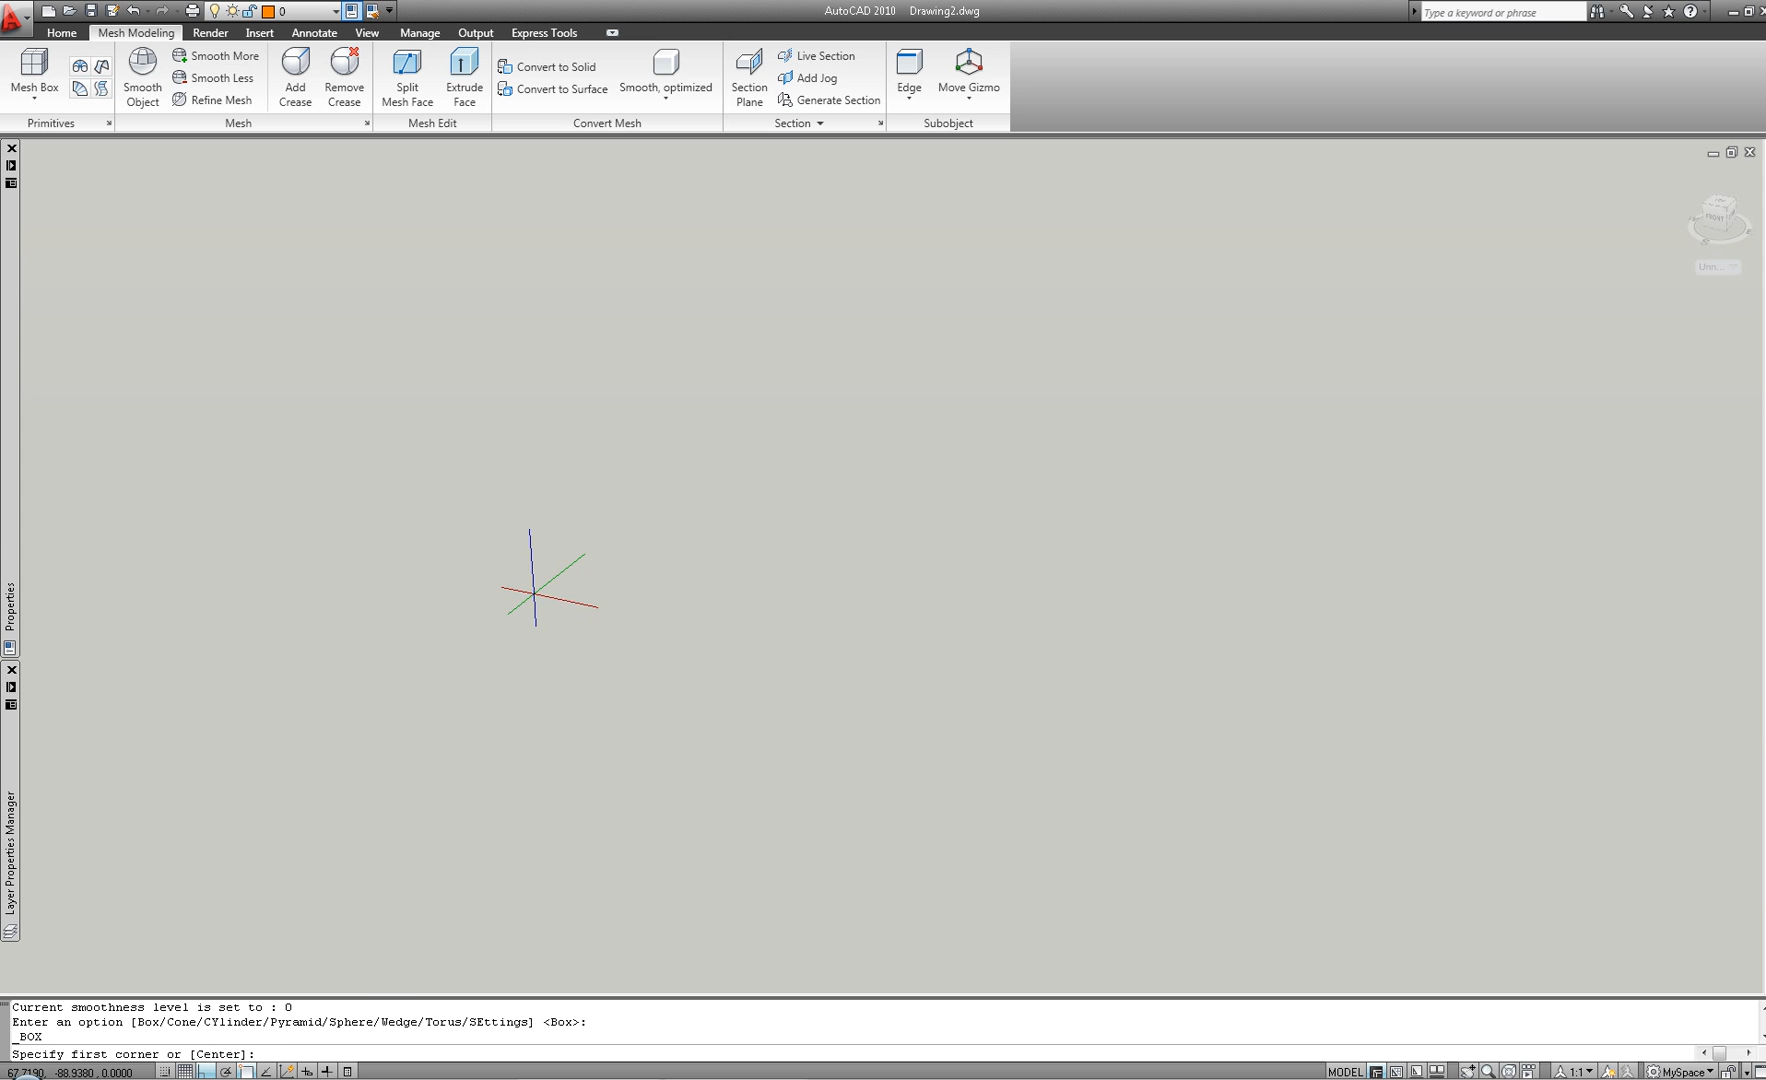 0
AutoCAD 2010 Drawing2.dwg
Type a keyword or phrase
Home Mesh Modeling Render Insert Annotate View Manage Output Express Tools
Mesh Box
Smooth Object
Smooth More
Smooth Less
Refine Mesh
Add Crease
Remove Crease
Split Mesh Face
Extrude Face
Convert to Solid
Convert to Surface
Smooth, optimized
Section Plane
Live Section
Add Jog
Generate Section
Edge
Move Gizmo
Primitives Mesh Mesh Edit Convert Mesh Section Subobject
FRONT
Unn...
Properties
Layer Properties Manager
Current smoothness level is set to : 0
Enter an option [Box/Cone/CYlinder/Pyramid/Sphere/Wedge/Torus/SEttings] <Box>:
_BOX
Specify first corner or [Center]:
67.7190, -88.9380, 0.0000
MODEL
1:1
MySpace